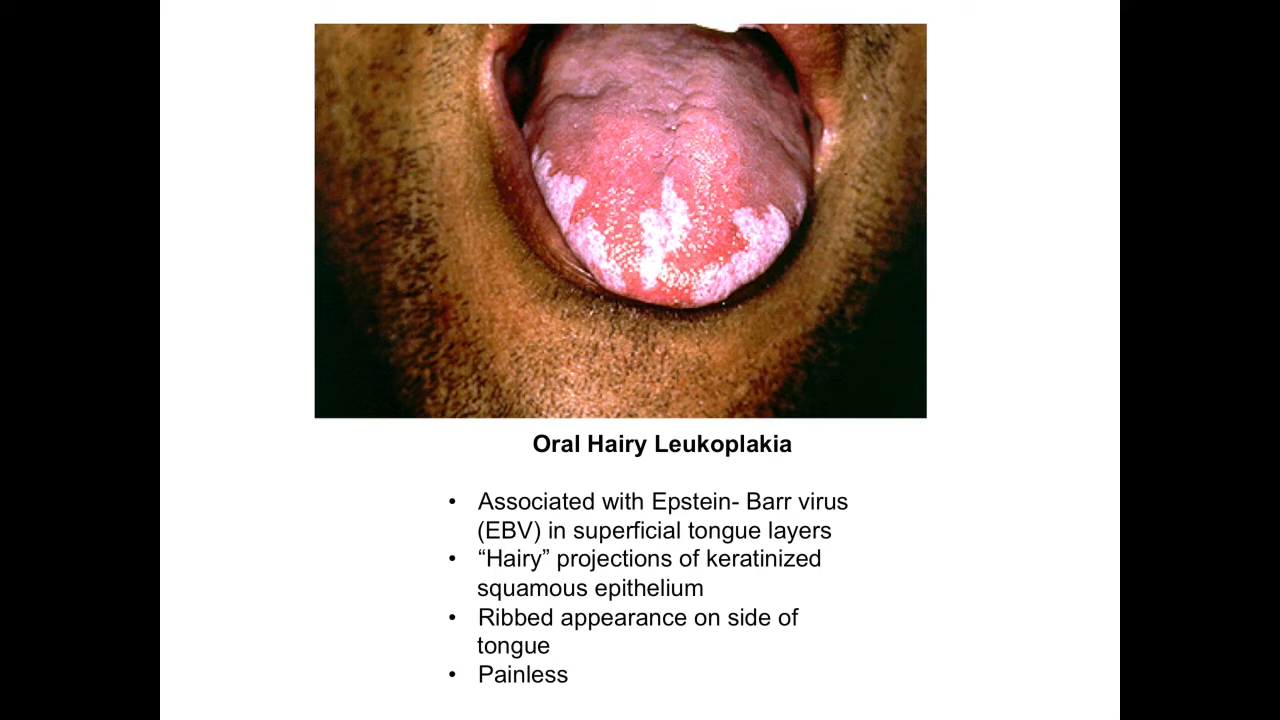 Oral Hairy Leukoplakia
• Associated with Epstein- Barr virus
(EBV) in superficial tongue layers
• “Hairy” projections of keratinized
squamous epithelium
• Ribbed appearance on side of
tongue
• Painless